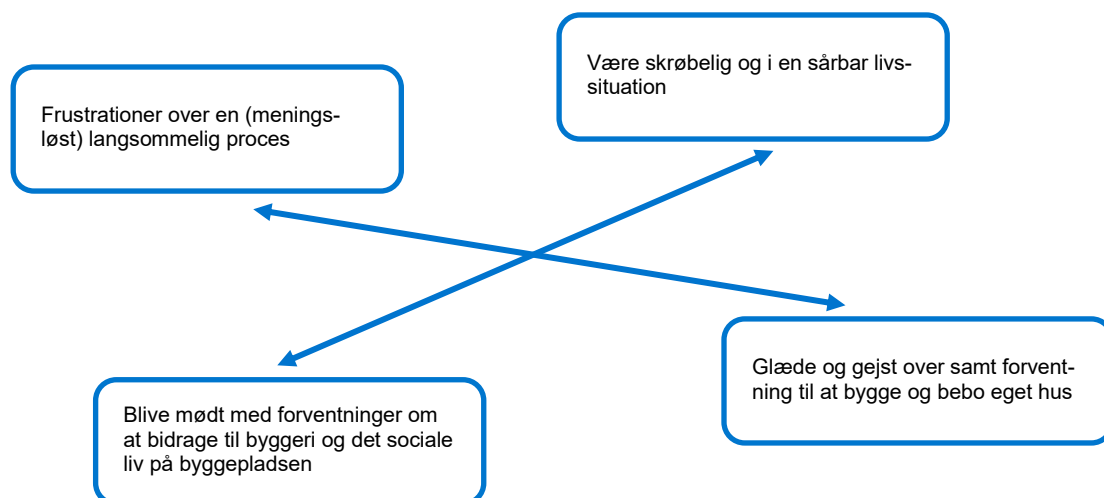 Være skrøbelig og i en sårbar livs-
situation
Frustrationer over en (menings-
løst) langsommelig proces
Glæde og gejst over samt forvent-
ning til at bygge og bebo eget hus
Blive mødt med forventninger om
at bidrage til byggeri og det sociale
liv på byggepladsen